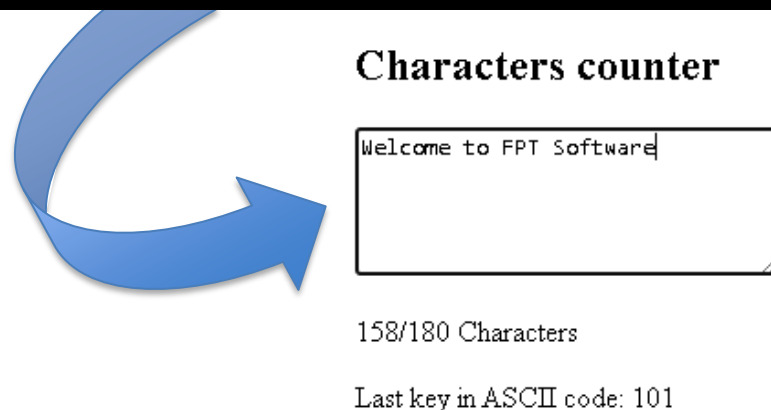 Characters counter
Welcome to FPT Software
158/180 Characters
Last key in ASCII code: 101